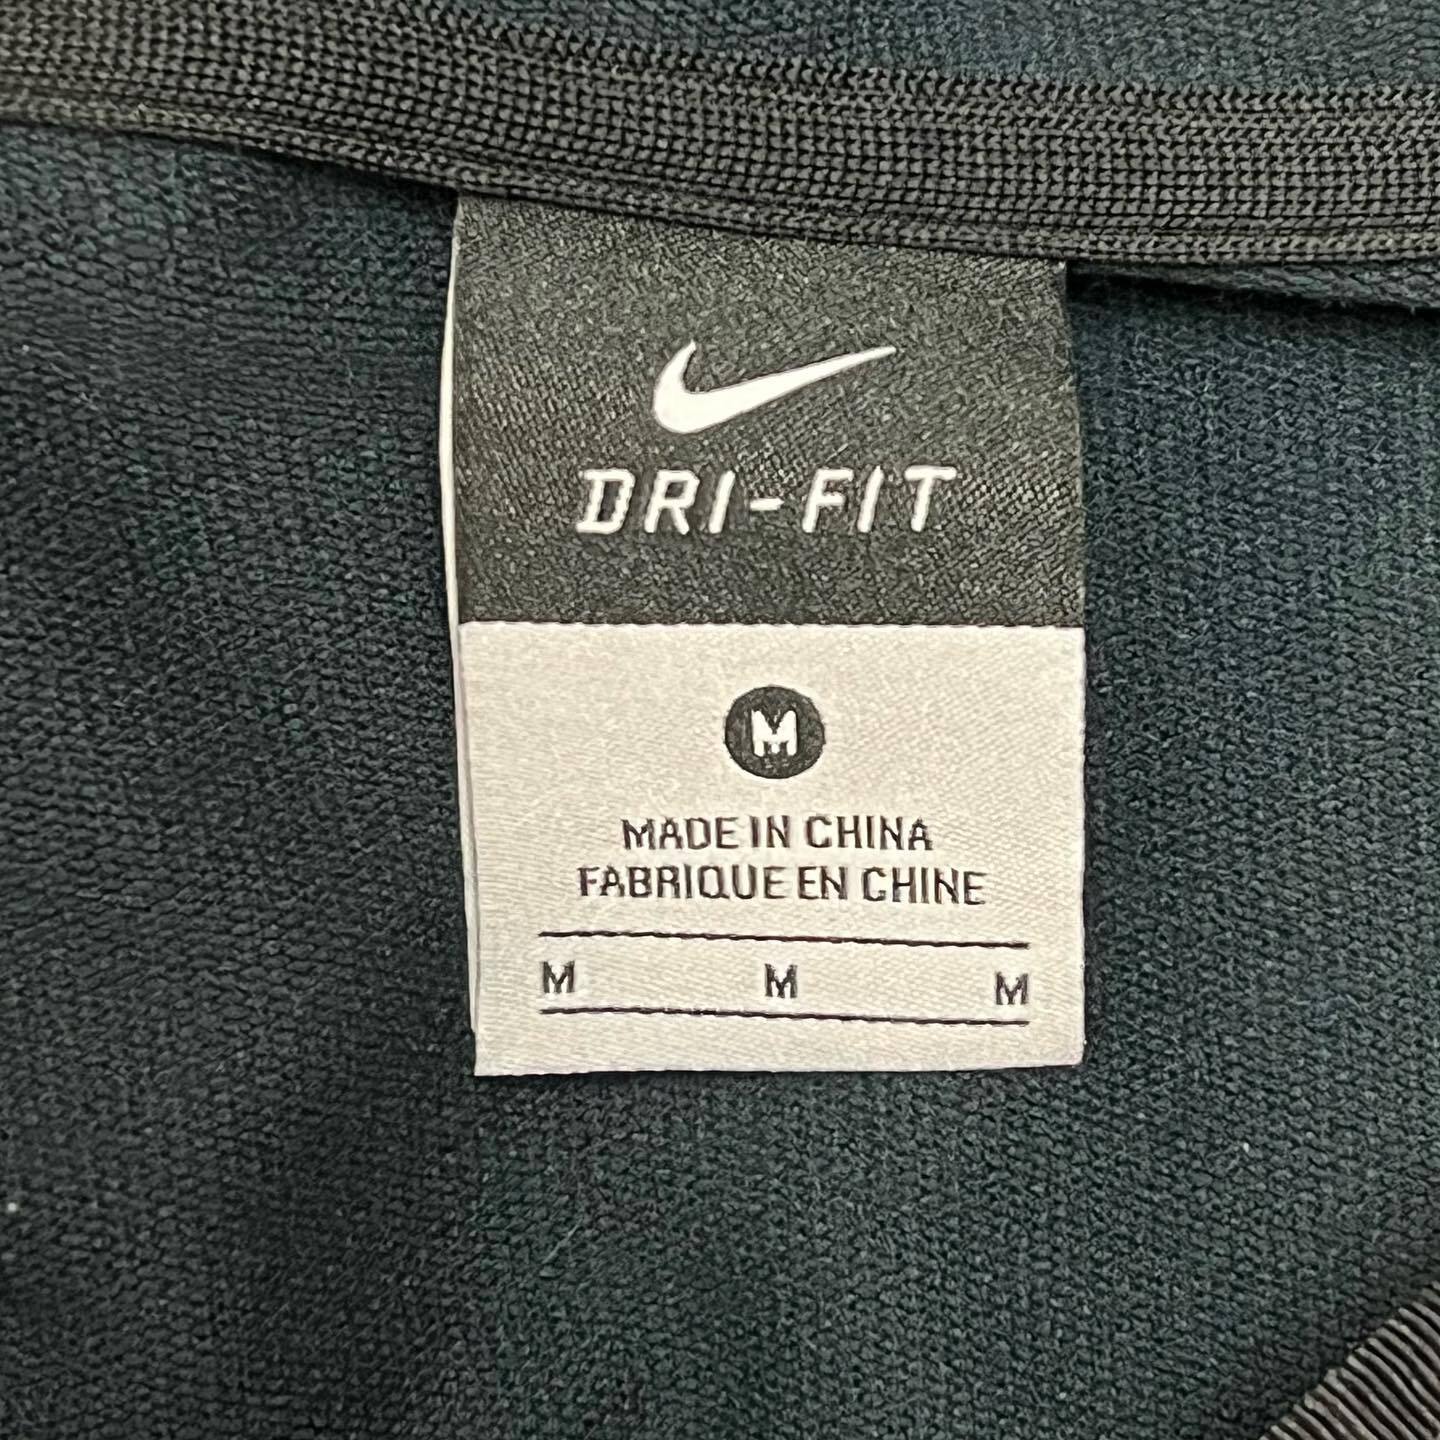 DRI-FIT
M
MADE IN CHINA
FABRIQUE EN CHINE
M M M